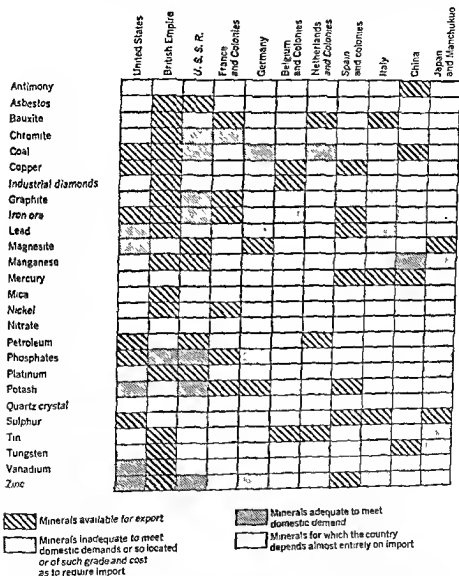 United States
British Empire
U. S. S. R.
France
and Colonies
Germany
Belgium
and Colonies
Netherlands
and Colonies
Spain
and colonies
Italy
China
Japan
and Manchukuo
Antimony
Asbestos
Bauxite
Chromite
Coal
Copper
Industrial diamonds
Graphite
Iron ore
Lead
Magnesite
Manganese
Mercury
Mica
Nickel
Nitrate
Petroleum
Phosphates
Platinum
Potash
Quartz crystal
Sulphur
Tin
Tungsten
Vanadium
Zinc
Minerals available for export
Minerals inadequate to meet
domestic demands or so located
or of such grade and cost
as to require import
Minerals adequate to meet
domestic demand
Minerals for which the country
depends almost entirely on import